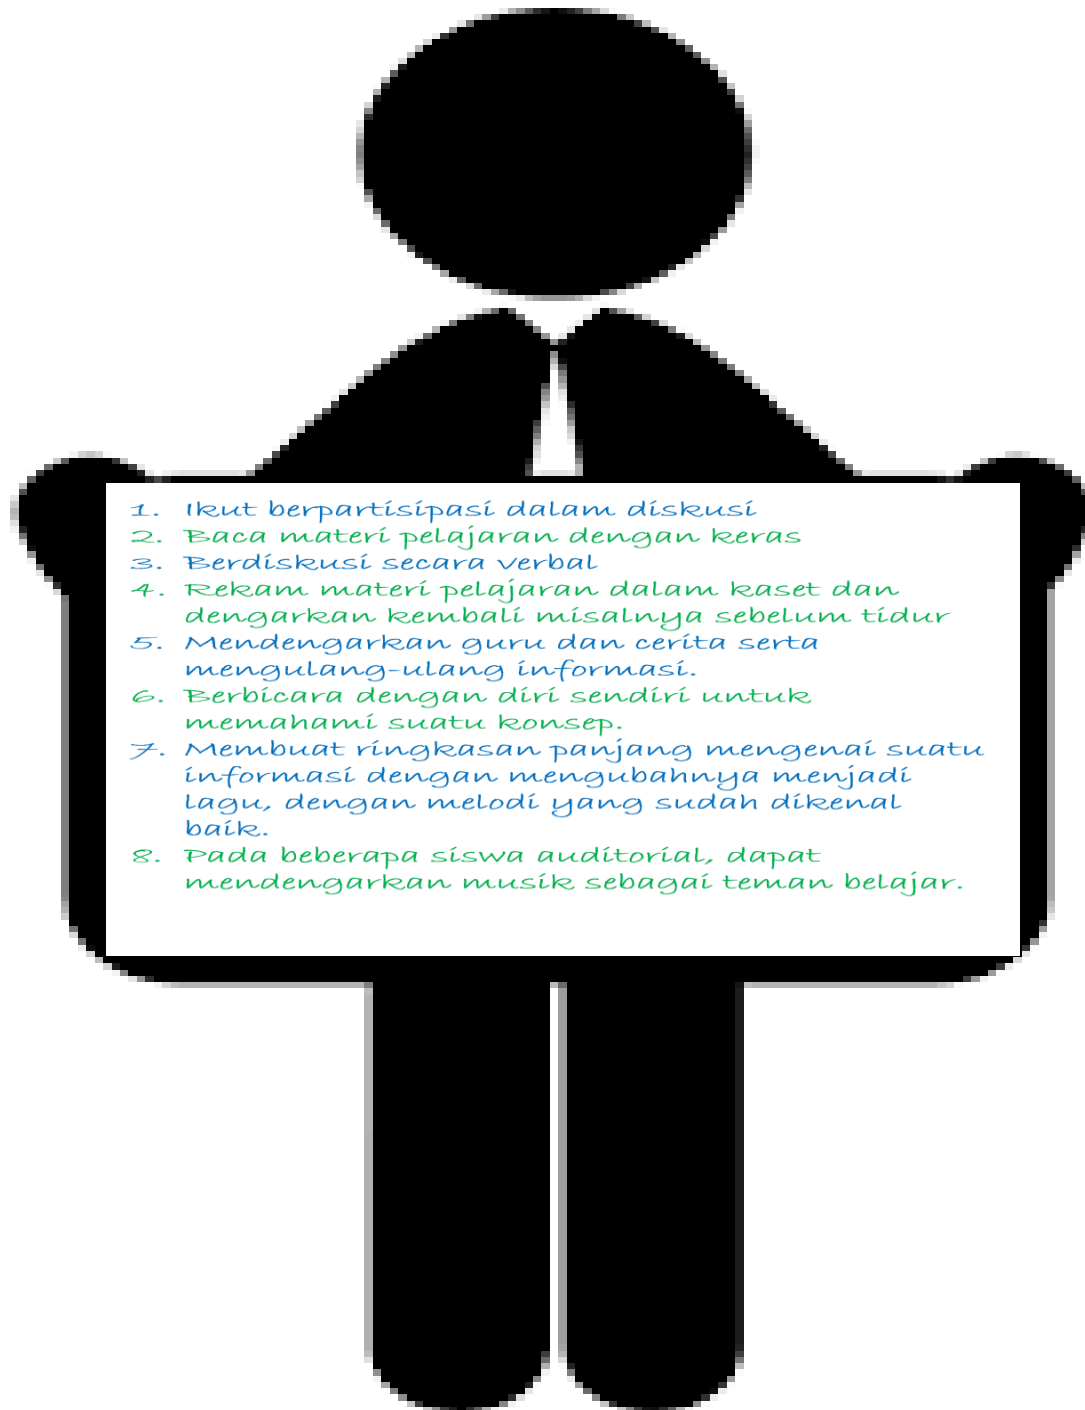 1. Ikut berpartisipasi dalam diskusi
2. Baca materi pelajaran dengan keras
3. Berdiskusi secara verbal
4. Rekam materi pelajaran dalam kaset dan
dengarkan kembali misalnya sebelum tidur
5. Mendengarkan guru dan cerita serta
mengulang-ulang informasi.
6. Berbicara dengan diri sendiri untuk
memahami suatu konsep.
7. Membuat ringkasan panjang mengenai suatu
informasi dengan mengubahnya menjadi
lagu, dengan melodi yang sudah dikenal
baik.
8. Pada beberapa siswa auditorial, dapat
mendengarkan musik sebagai teman belajar.